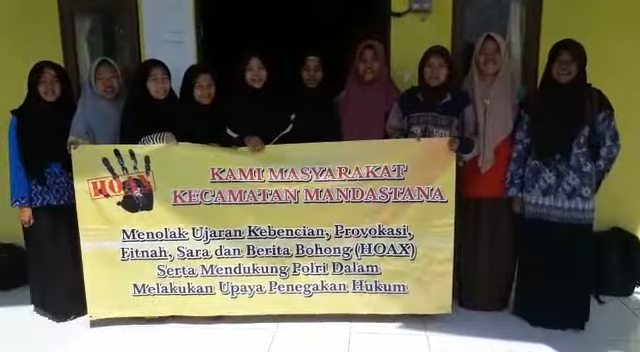 HOAX
KAMI MASYARAKAT
KECAMATAN MANDASTANA
Menolak Ujaran Kebencian, Provokasi,
Fitnah, Sara dan Berita Bohong (HOAX)
Serta Mendukung Polri Dalam
Melakukan Upaya Penegakan Hukum